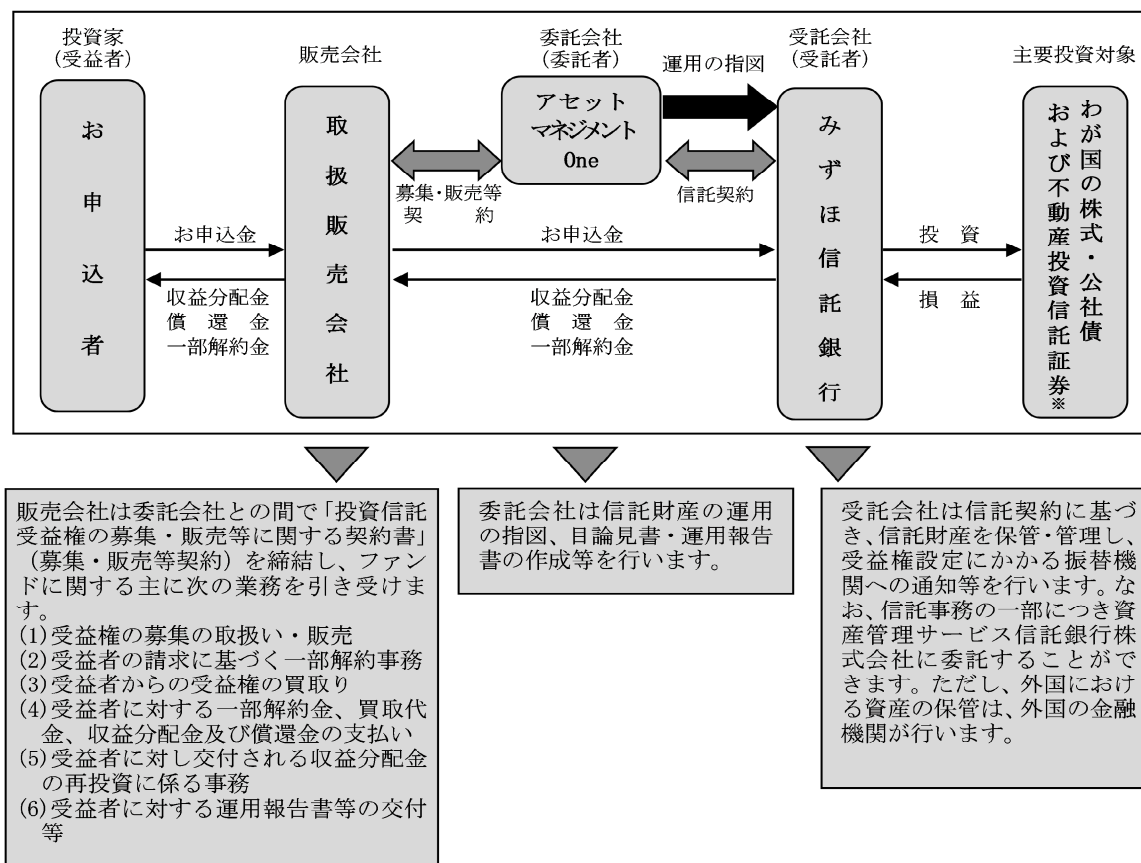 投資家
(受益者)
販売会社
委託会社
(委託者)
運用の指図
受託会社
(受託者)
主要投資対象
お申込者
取扱販売会社
アセット
マネジメント
One
みずほ信託銀行
わが国の株式・公社債
および不動産投資信託証券※
募集・販売等
契約
信託契約
お申込金
お申込金
投資
収益分配金
償還金
一部解約金
収益分配金
償還金
一部解約金
損益
販売会社は委託会社との間で「投資信託
受益権の募集・販売等に関する契約書」
(募集・販売等契約)を締結し、ファン
ドに関する主に次の業務を引き受けま
す。
(1)受益権の募集の取扱い・販売
(2)受益者の請求に基づく一部解約事務
(3)受益者からの受益権の買取り
(4)受益者に対する一部解約金、買取代
金、収益分配金及び償還金の支払い
(5)受益者に対し交付される収益分配金
の再投資に係る事務
(6)受益者に対する運用報告書等の交付
等
委託会社は信託財産の運用
の指図、目論見書・運用報告
書の作成等を行います。
受託会社は信託契約に基づ
き、信託財産を保管・管理し、
受益権設定にかかる振替機
関への通知等を行います。な
お、信託事務の一部につき資
産管理サービス信託銀行株
式会社に委託することがで
きます。ただし、外国におけ
る資産の保管は、外国の金融
機関が行います。